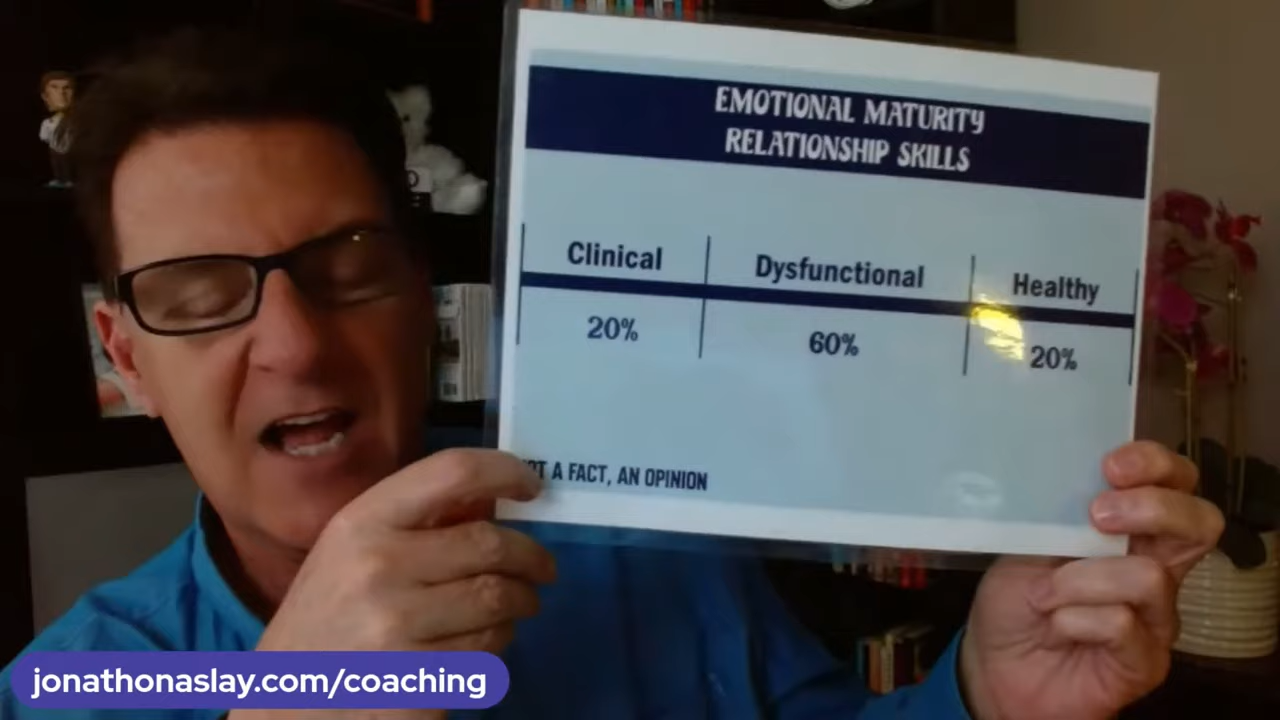 EMOTIONAL MATURITY
RELATIONSHIP SKILLS
Clinical Dysfunctional Healthy
20% 60% 20%
A FACT, AN OPINION
jonathonaslay.com/coaching